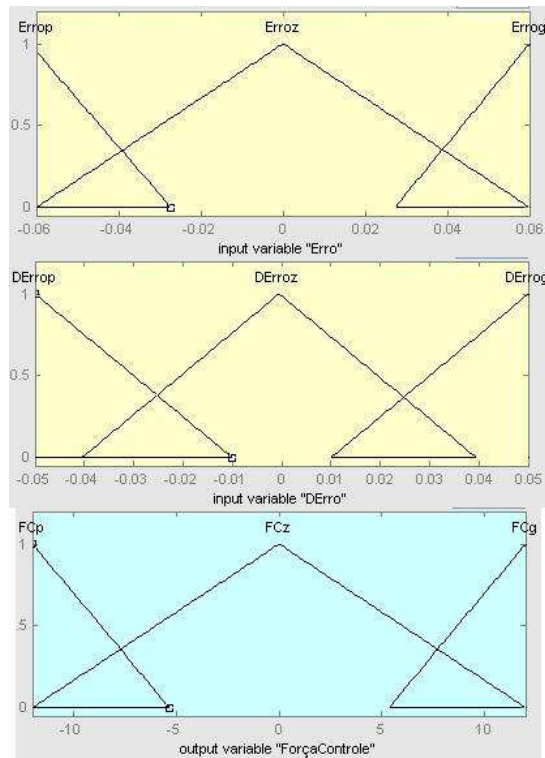 Errop Erroz Errog
1
0.5
0
-0.06 -0.04 -0.02 0 0.02 0.04 0.06
input variable "Erro"
DErrop DErroz DErrog
1
0.5
0
-0.05 -0.04 -0.03 -0.02 -0.01 0 0.01 0.02 0.03 0.04 0.05
input variable "DErro"
FCp FCz FCg
1
.5
0
-10 -5 0 5 10
output variable "ForçaControle"